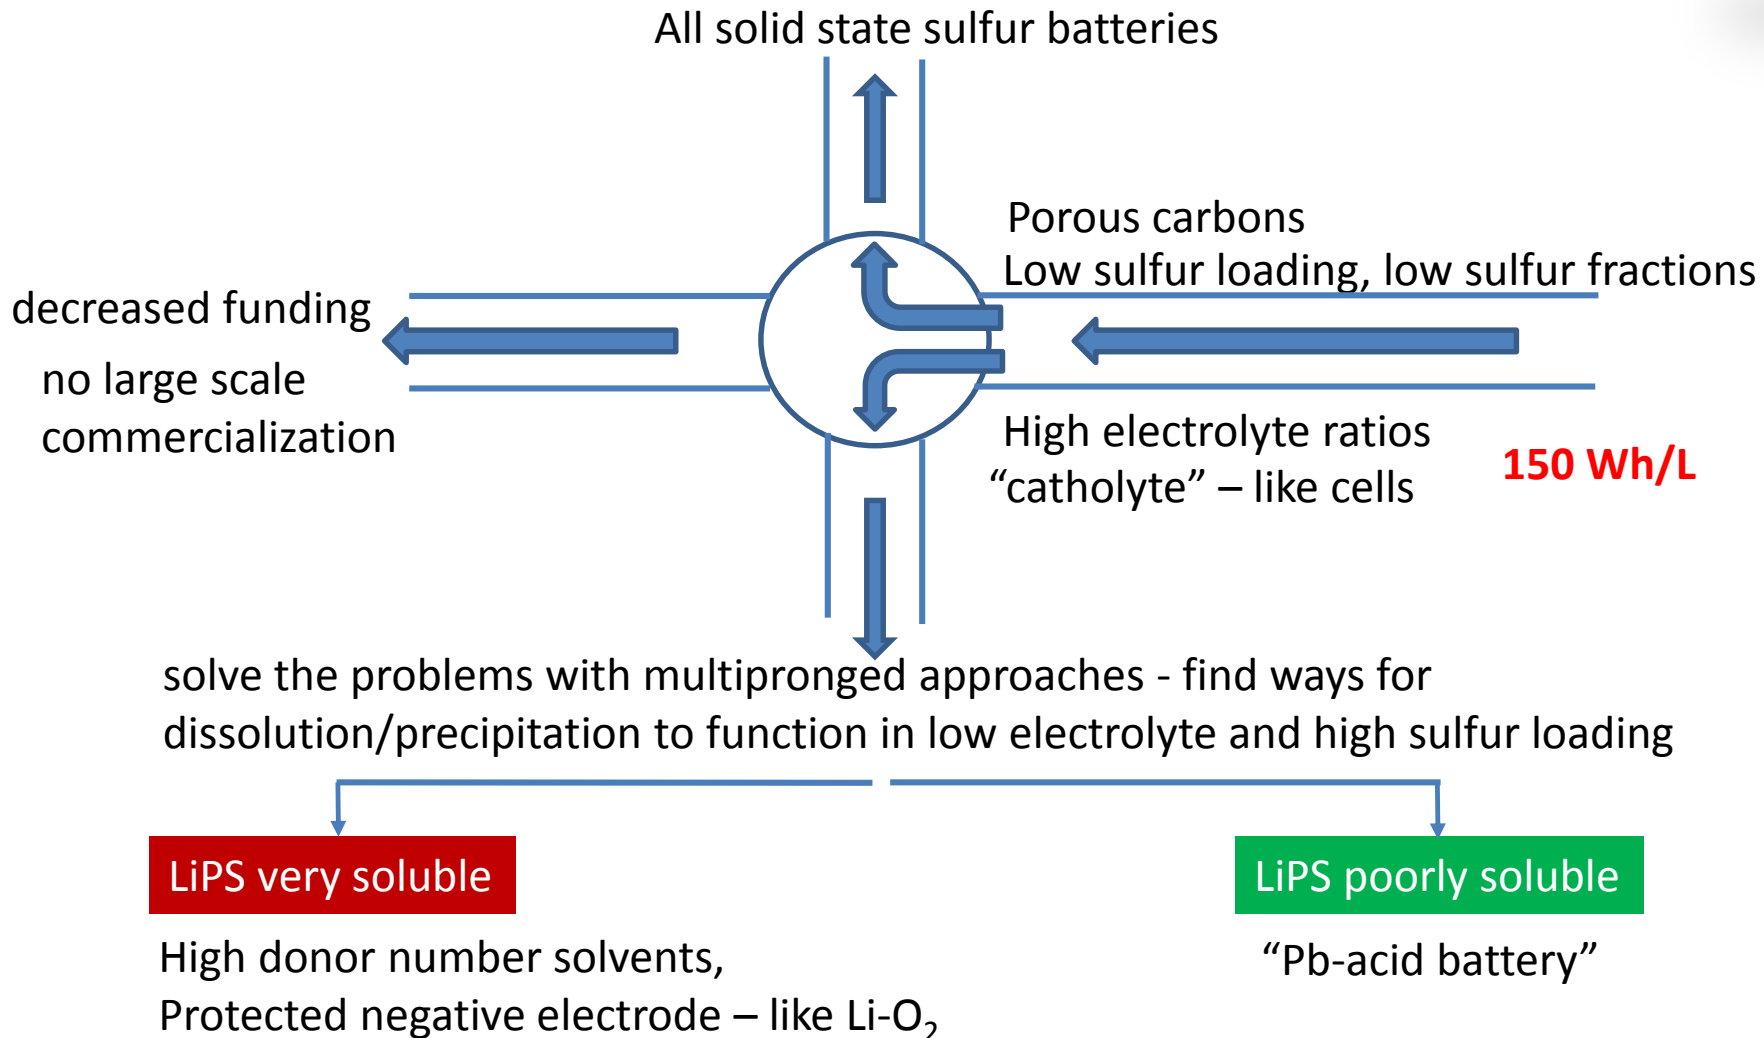 All solid state sulfur batteries
Porous carbons
Low sulfur loading, low sulfur fractions
decreased funding
no large scale
commercialization
High electrolyte ratios
“catholyte” – like cells
150 Wh/L
solve the problems with multipronged approaches - find ways for
dissolution/precipitation to function in low electrolyte and high sulfur loading
LiPS very soluble
LiPS poorly soluble
High donor number solvents,
Protected negative electrode – like Li-O₂
“Pb-acid battery”